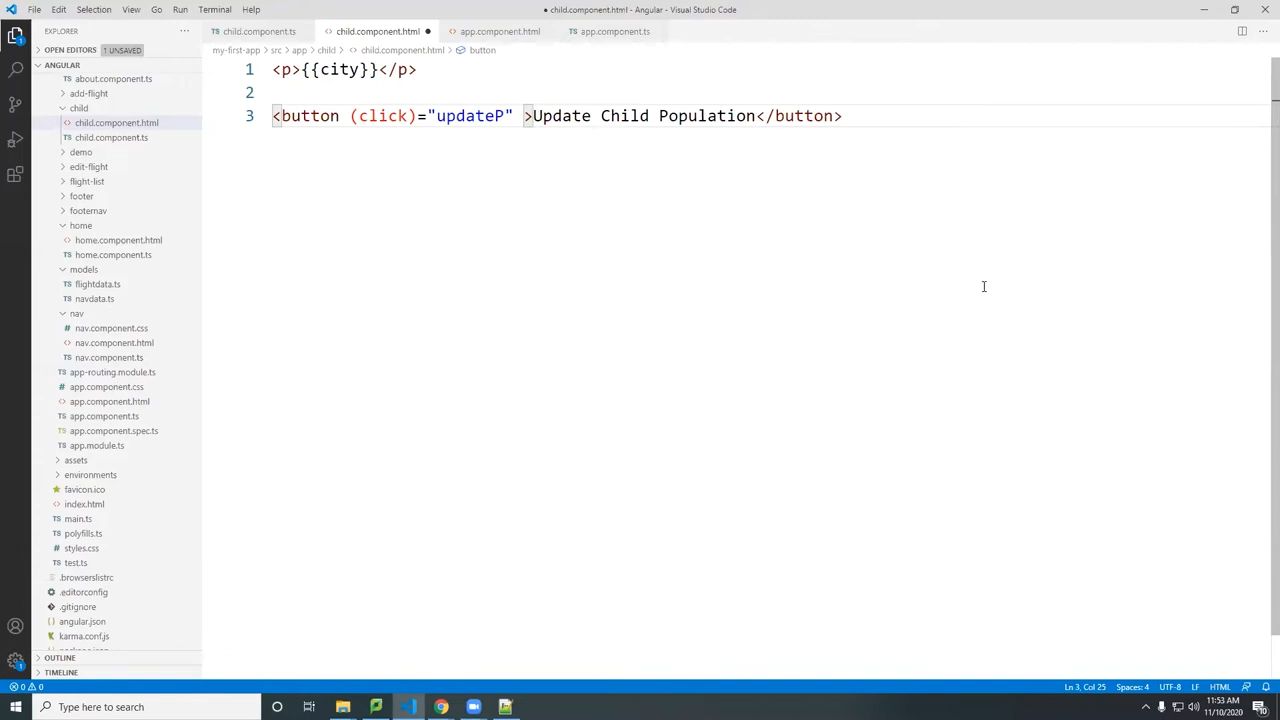 File Edit Selection View Go Run Terminal Help
● child.component.html - Angular - Visual Studio Code
EXPLORER
child.component.ts child.component.html app.component.html app.component.ts
OPEN EDITORS 1 UNSAVED
my-first-app > src > app > child > child.component.html > button
ANGULAR
about.component.ts
add-flight
child
child.component.html
child.component.ts
demo
edit-flight
flight-list
footer
footernav
home
home.component.html
home.component.ts
models
flightdata.ts
navdata.ts
nav
nav.component.css
nav.component.html
nav.component.ts
app-routing.module.ts
app.component.css
app.component.html
app.component.ts
app.component.spec.ts
app.module.ts
assets
environments
favicon.ico
index.html
main.ts
polyfills.ts
styles.css
test.ts
.browserslistrc
.editorconfig
.gitignore
angular.json
karma.conf.js
OUTLINE
TIMELINE
1 <p>{{city}}</p>
2
3 <button (click)="updateP" >Update Child Population</button>
0 0
Ln 3, Col 25 Spaces: 4 UTF-8 LF HTML
Type here to search
11:53 AM
11/10/2020
10